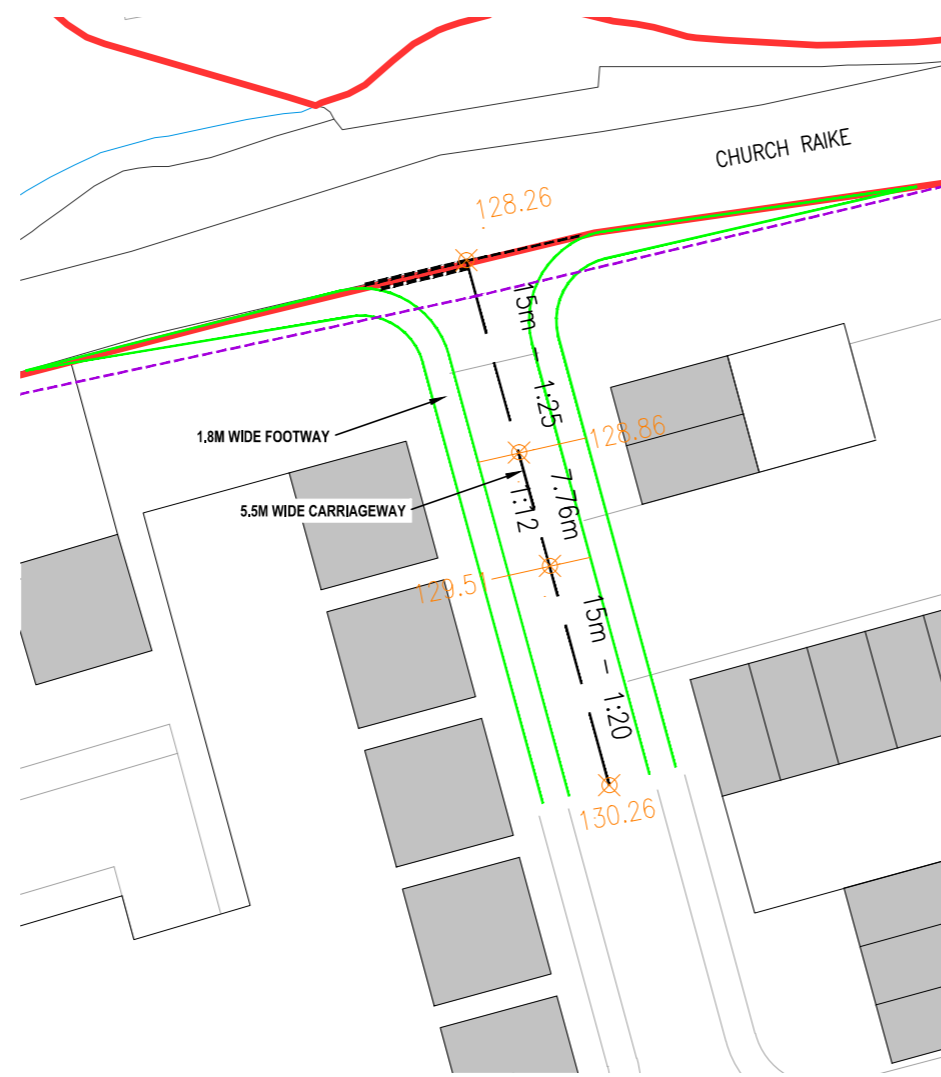 CHURCH RAIKE
128.26
15m - 1:25
1.8M WIDE FOOTWAY
128.86
5.5M WIDE CARRIAGEWAY
7.76m
1:12
129.51
15m - 1:20
130.26